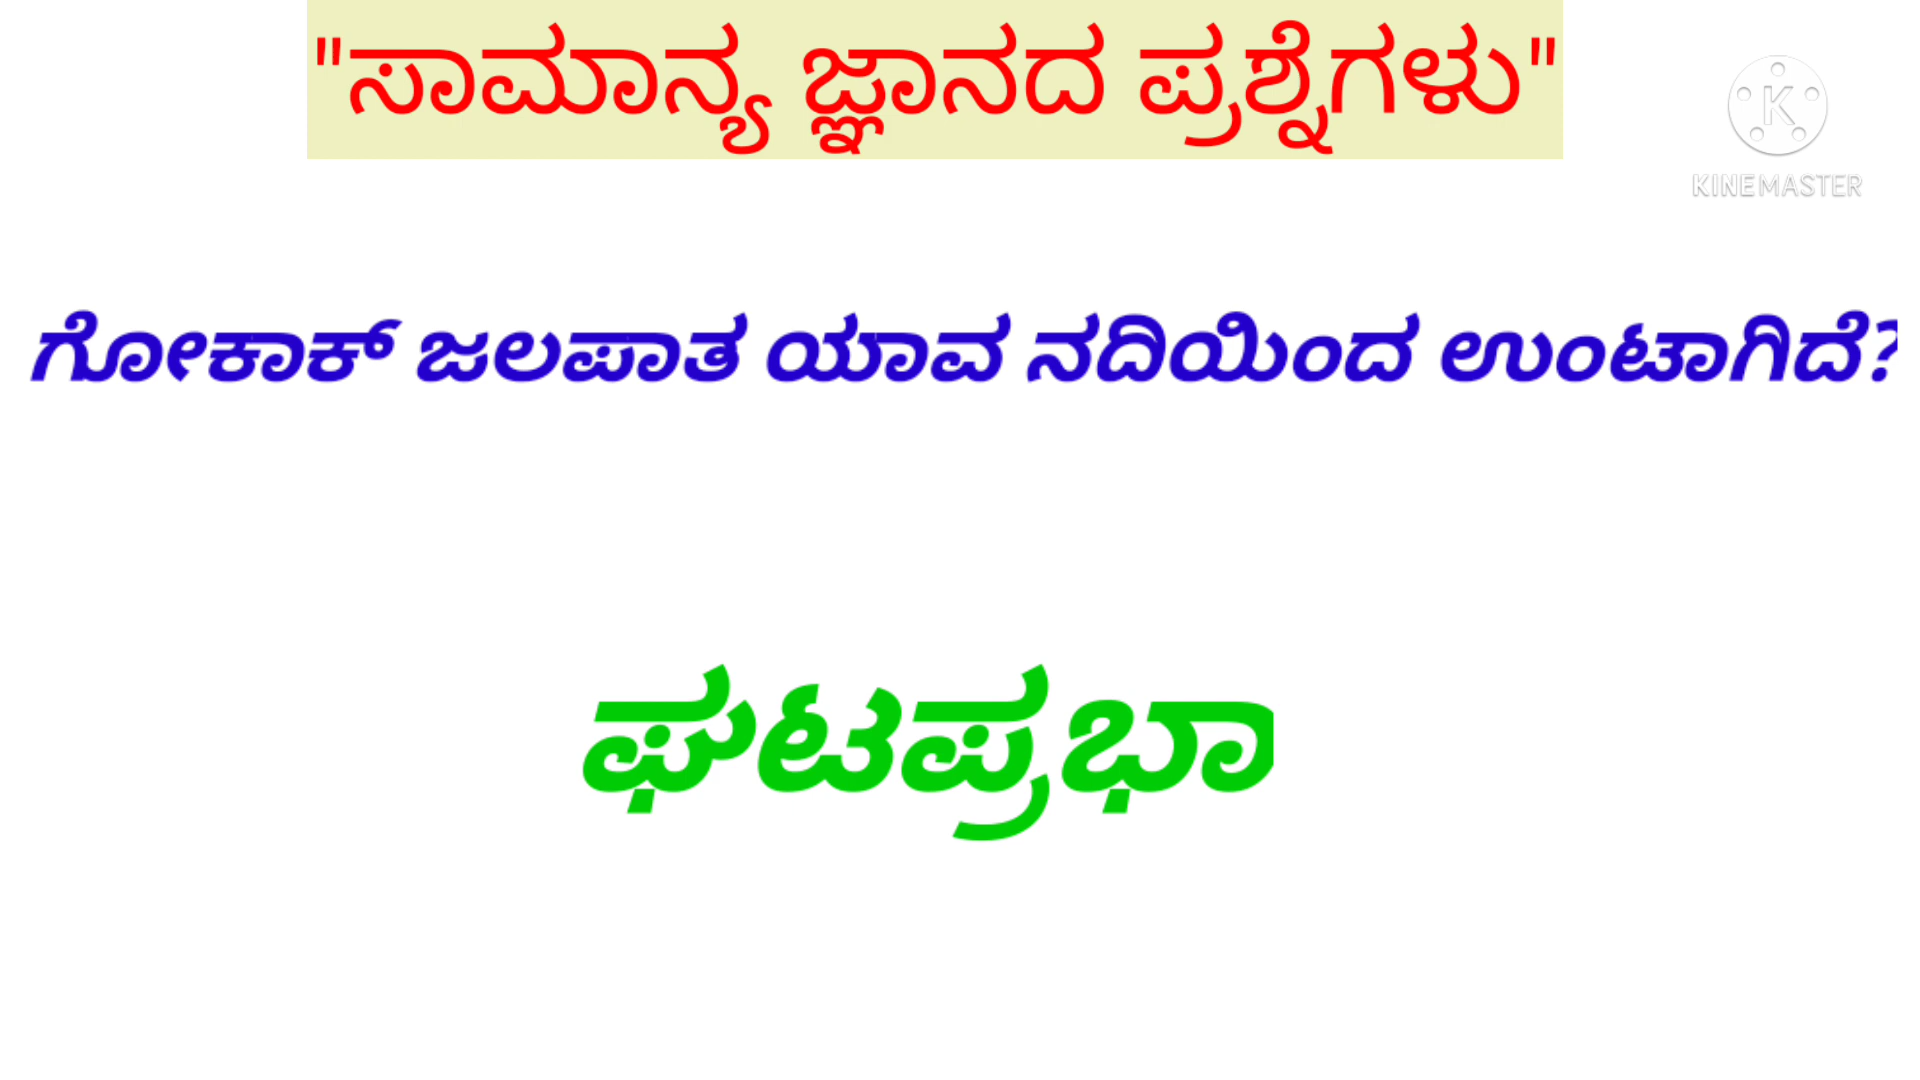 "ಸಾಮಾನ್ಯ ಜ್ಞಾನದ ಪ್ರಶ್ನೆಗಳು"
KINEMASTER
ಗೋಕಾಕ್ ಜಲಪಾತ ಯಾವ ನದಿಯಿಂದ ಉಂಟಾಗಿದೆ?
ಘಟಪ್ರಭಾ